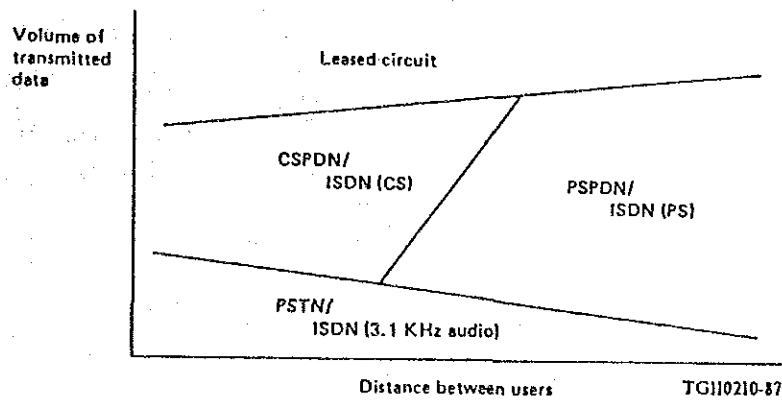 Volume of
transmitted
data
Leased circuit
CSPDN/
ISDN (CS)
PSPDN/
ISDN (PS)
PSTN/
ISDN (3.1 KHz audio)
Distance between users
TG110210-87